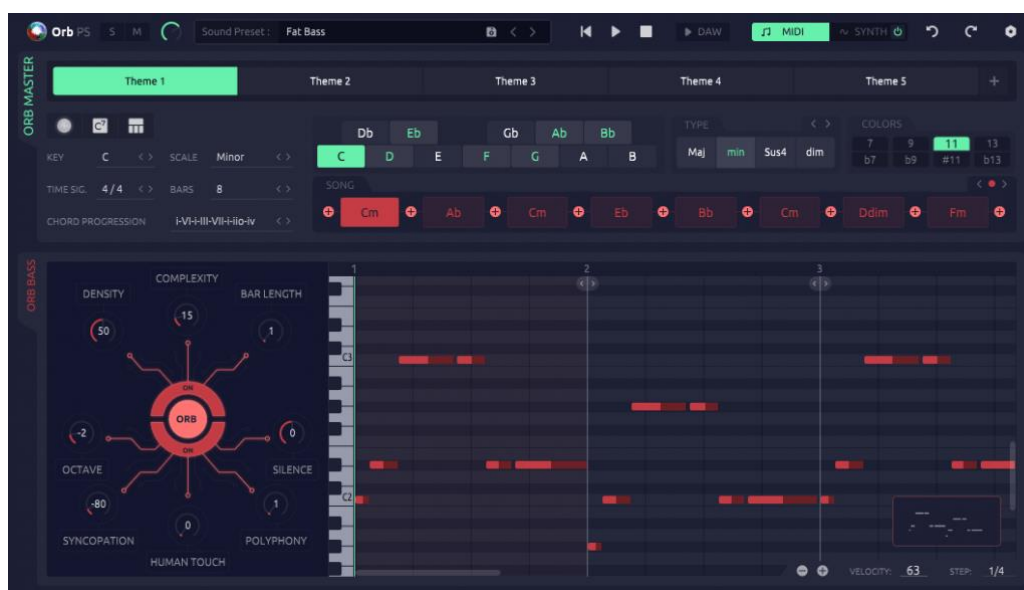 Orb PS S M Sound Preset : Fat Bass DAW MIDI SYNTH
ORB MASTER
Theme 1 Theme 2 Theme 3 Theme 4 Theme 5 +
C7
KEY C SCALE Minor
TIME SIG. 4/4 BARS 8
CHORD PROGRESSION i-VI-i-III-VII-i-iio-iv
Db Eb Gb Ab Bb
C D E F G A B
TYPE
Maj min Sus4 dim
COLORS
7 9 11 13
b7 b9 #11 b13
SONG
Cm Ab Cm Eb Bb Cm Ddim Fm
ORB BASS
COMPLEXITY
DENSITY BAR LENGTH
50 15 1
ON
ORB
ON
-2 0
OCTAVE SILENCE
-80 0 1
SYNCOPATION POLYPHONY
HUMAN TOUCH
1 2 3
C3
C2
VELOCITY: 63 STEP: 1/4